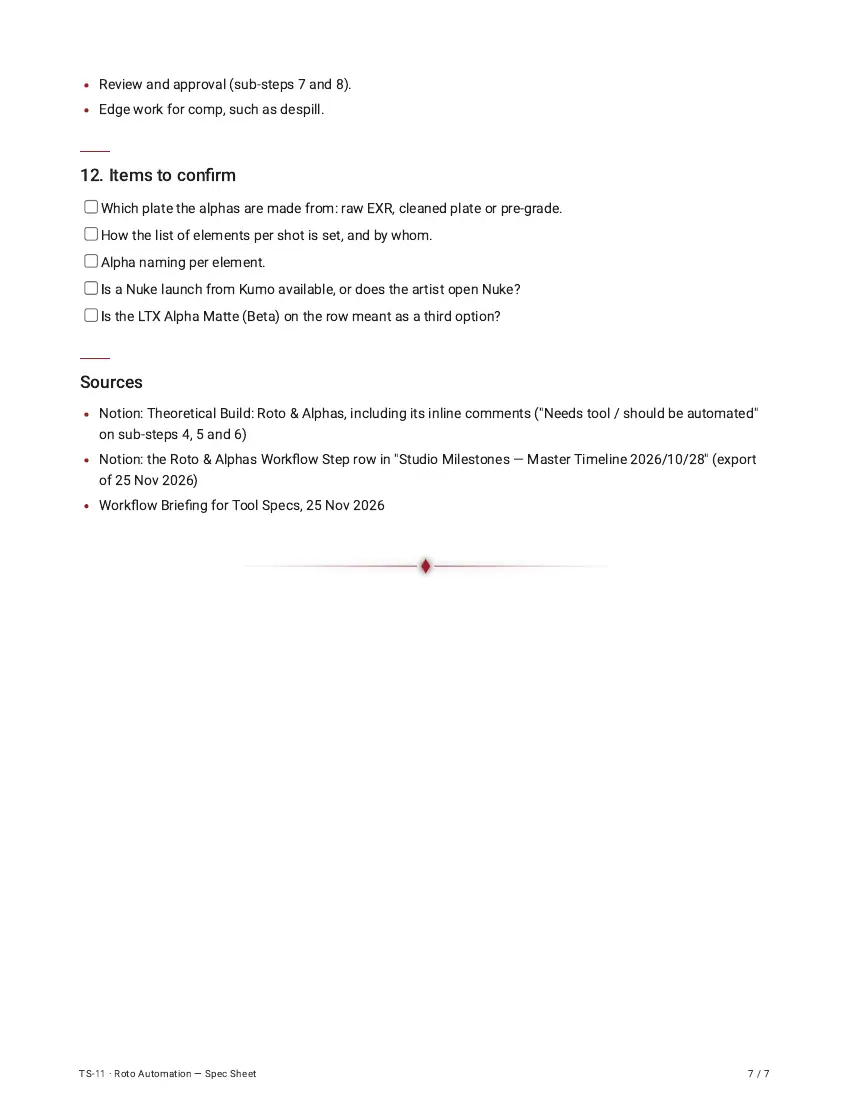 • Review and approval (sub-steps 7 and 8).
• Edge work for comp, such as despill.
12. Items to confirm
☐ Which plate the alphas are made from: raw EXR, cleaned plate or pre-grade.
☐ How the list of elements per shot is set, and by whom.
☐ Alpha naming per element.
☐ Is a Nuke launch from Kumo available, or does the artist open Nuke?
☐ Is the LTX Alpha Matte (Beta) on the row meant as a third option?
Sources
• Notion: Theoretical Build: Roto & Alphas, including its inline comments ("Needs tool / should be automated"
on sub-steps 4, 5 and 6)
• Notion: the Roto & Alphas Workflow Step row in "Studio Milestones — Master Timeline 2026/10/28" (export
of 25 Nov 2026)
• Workflow Briefing for Tool Specs, 25 Nov 2026
TS-11 · Roto Automation — Spec Sheet
7 / 7